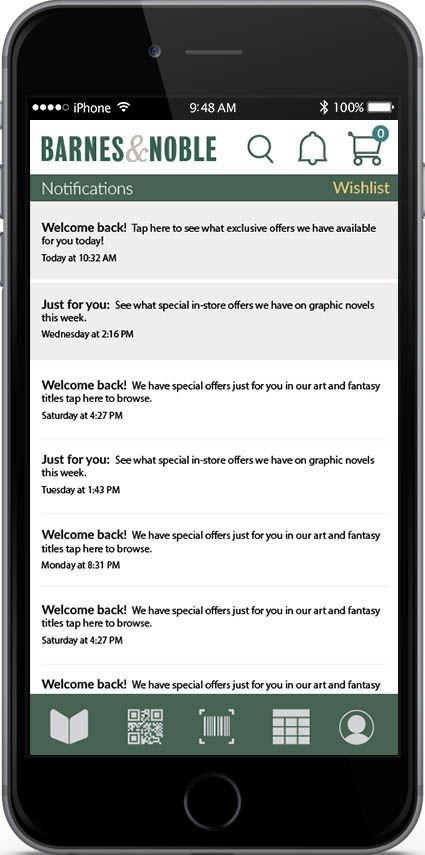 iPhone 9:48 AM 100%
BARNES&NOBLE 0
Notifications Wishlist
Welcome back! Tap here to see what exclusive offers we have available
for you today!
Today at 10:32 AM
Just for you: See what special in-store offers we have on graphic novels
this week.
Wednesday at 2:16 PM
Welcome back! We have special offers just for you in our art and fantasy
titles tap here to browse.
Saturday at 4:27 PM
Just for you: See what special in-store offers we have on graphic novels
this week.
Tuesday at 1:43 PM
Welcome back! We have special offers just for you in our art and fantasy
titles tap here to browse.
Monday at 8:31 PM
Welcome back! We have special offers just for you in our art and fantasy
titles tap here to browse.
Saturday at 4:27 PM
Welcome back! We have special offers just for you in our art and fantasy